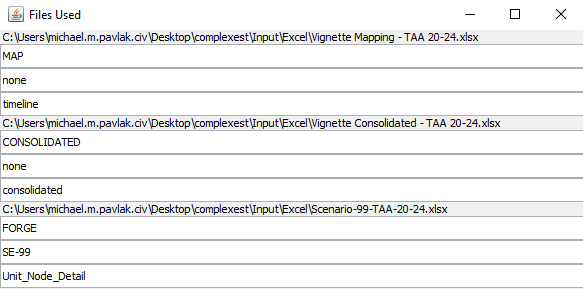 Files Used
C:\Users\michael.m.pavlak.civ\Desktop\complexest\Input\Excel\Vignette Mapping - TAA 20-24.xlsx
MAP
none
timeline
C:\Users\michael.m.pavlak.civ\Desktop\complexest\Input\Excel\Vignette Consolidated - TAA 20-24.xlsx
CONSOLIDATED
none
consolidated
C:\Users\michael.m.pavlak.civ\Desktop\complexest\Input\Excel\Scenario-99-TAA-20-24.xlsx
FORGE
SE-99
Unit_Node_Detail